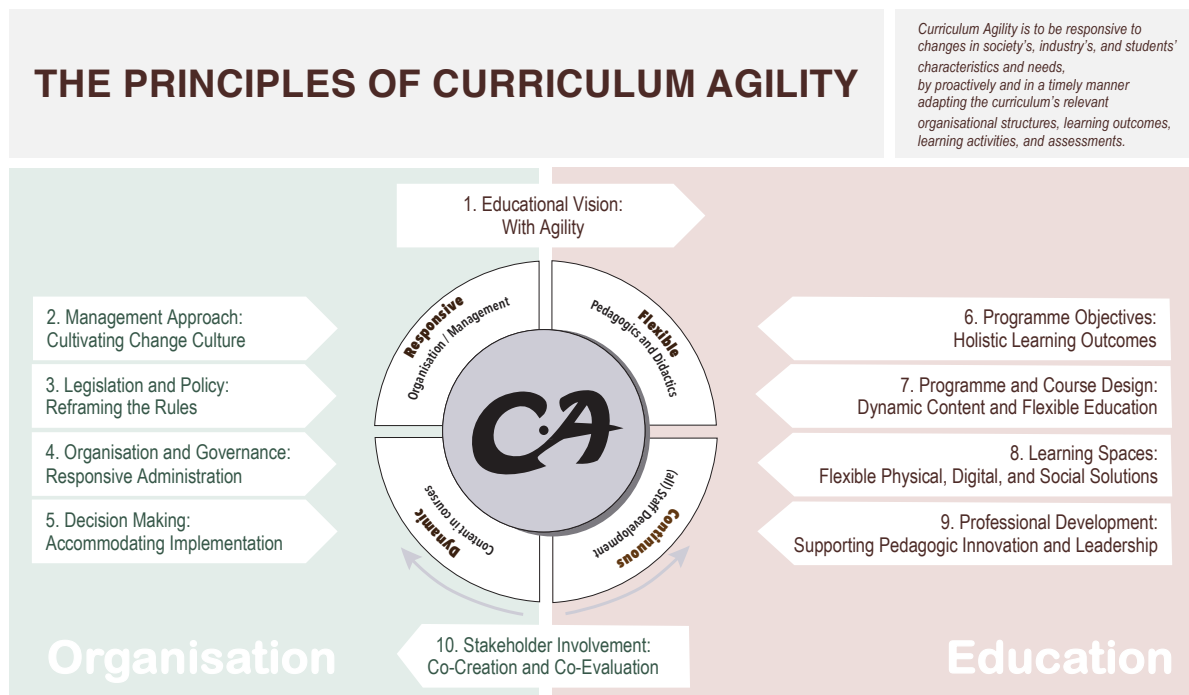 THE PRINCIPLES OF CURRICULUM AGILITY
Curriculum Agility is to be responsive to
changes in society's, industry's, and students'
characteristics and needs,
by proactively and in a timely manner
adapting the curriculum's relevant
organisational structures, learning outcomes,
learning activities, and assessments.
1. Educational Vision:
With Agility
2. Management Approach:
Cultivating Change Culture
3. Legislation and Policy:
Reframing the Rules
4. Organisation and Governance:
Responsive Administration
5. Decision Making:
Accommodating Implementation
Responsive
Organisation / Management
Flexible
Pedagogics and Didactics
CA
Dynamic
Content in courses
Continuous
(all) Staff Development
6. Programme Objectives:
Holistic Learning Outcomes
7. Programme and Course Design:
Dynamic Content and Flexible Education
8. Learning Spaces:
Flexible Physical, Digital, and Social Solutions
9. Professional Development:
Supporting Pedagogic Innovation and Leadership
10. Stakeholder Involvement:
Co-Creation and Co-Evaluation
Organisation
Education